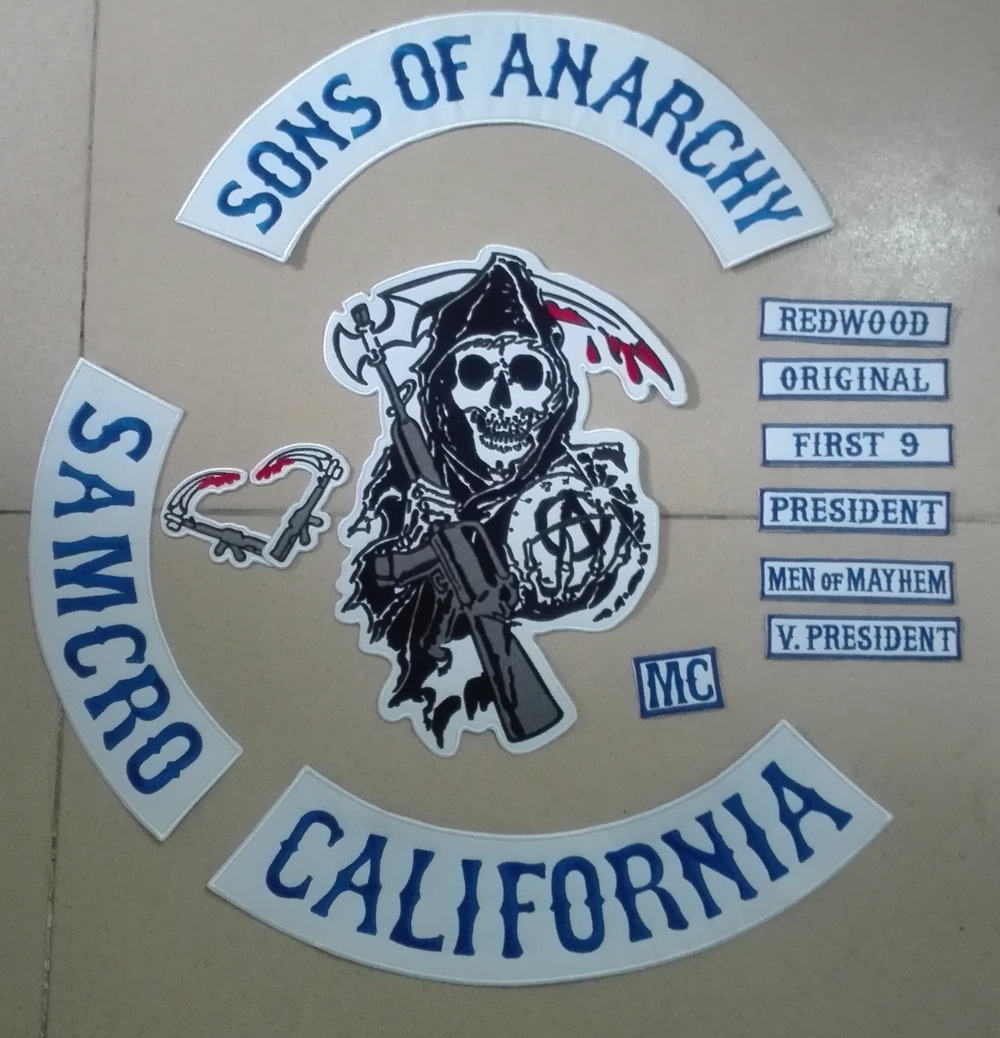 SONS OF ANARCHY
REDWOOD
ORIGINAL
FIRST 9
PRESIDENT
MEN OF MAYHEM
V. PRESIDENT
SAMCRO
A
MC
CALIFORNIA